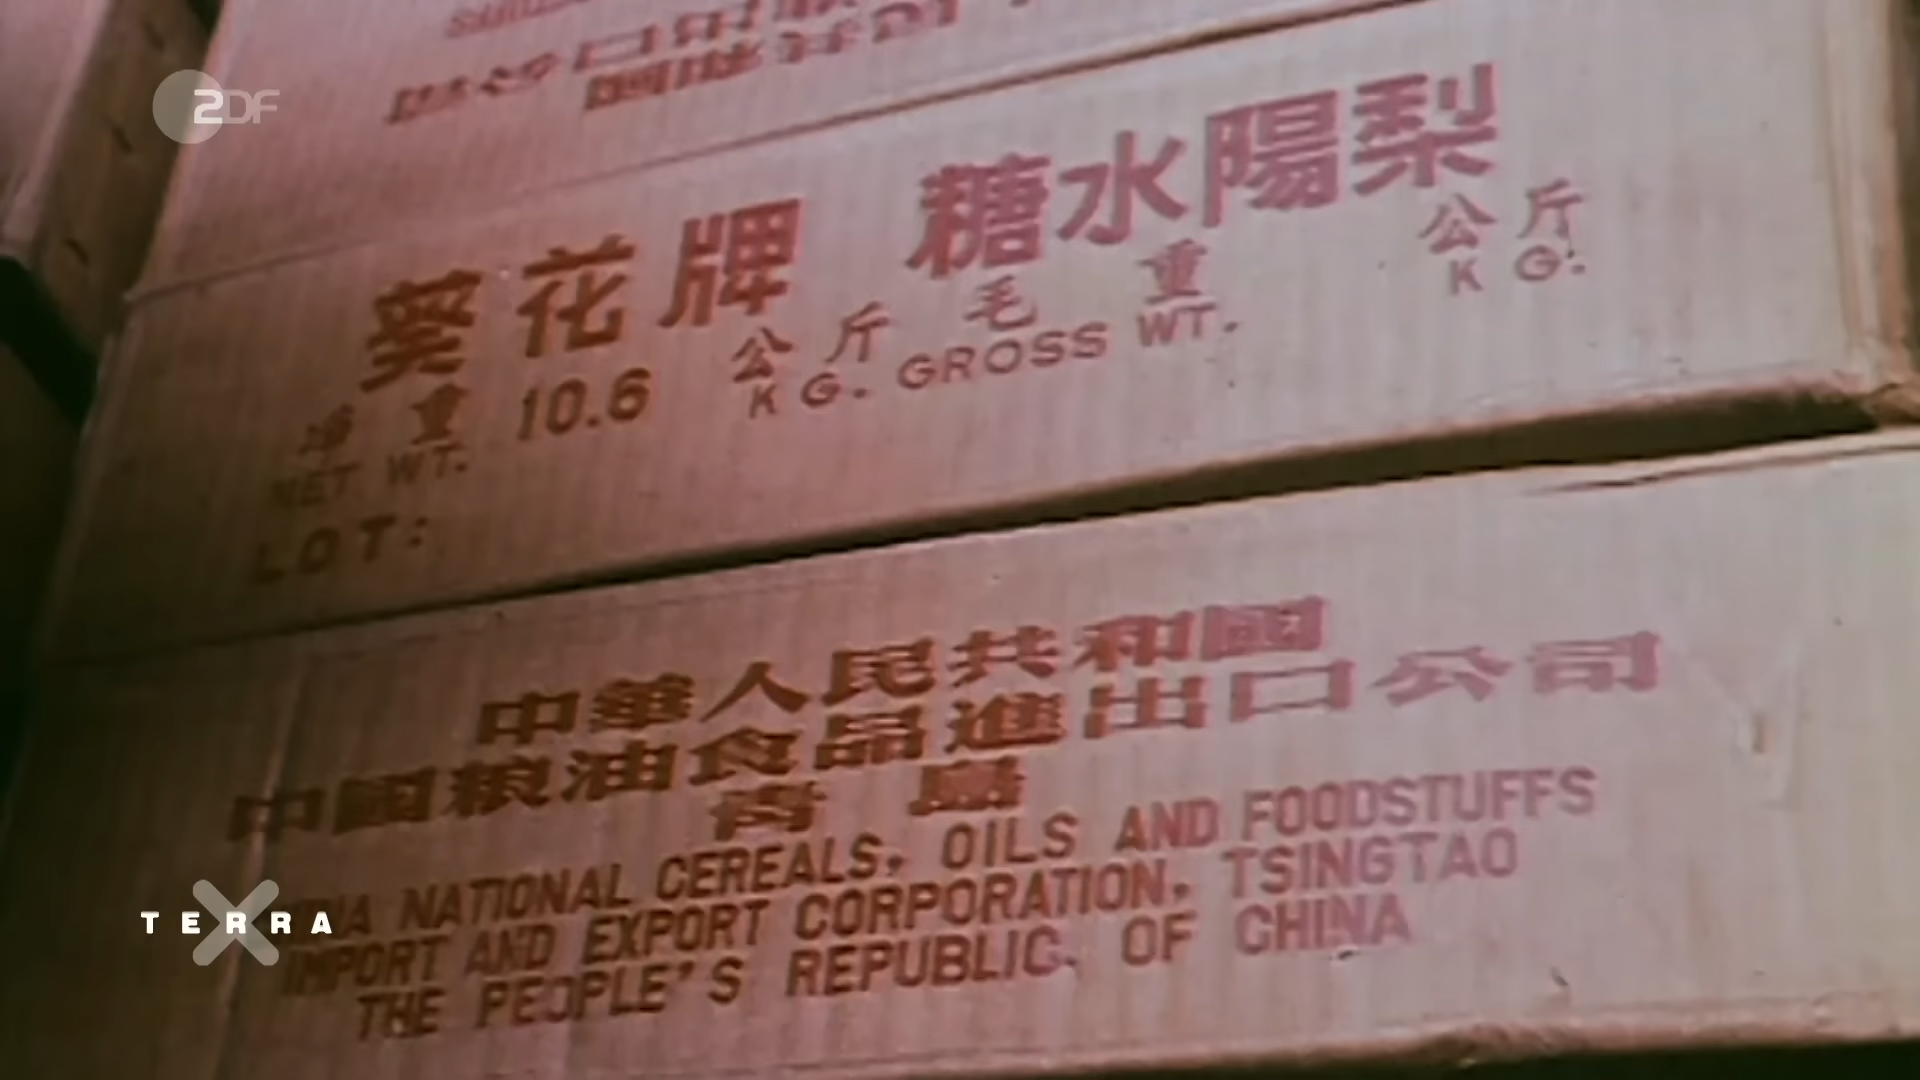 ZDF
葵花牌 糖水陽梨
淨重 10.6 公斤 毛重 公斤
NET WT. KG. GROSS WT. KG.
LOT:
中華人民共和國
中國粮油食品進出口公司
青島
NATIONAL CEREALS, OILS AND FOODSTUFFS
IMPORT AND EXPORT CORPORATION, TSINGTAO
THE PEOPLE'S REPUBLIC. OF CHINA
TERRA X